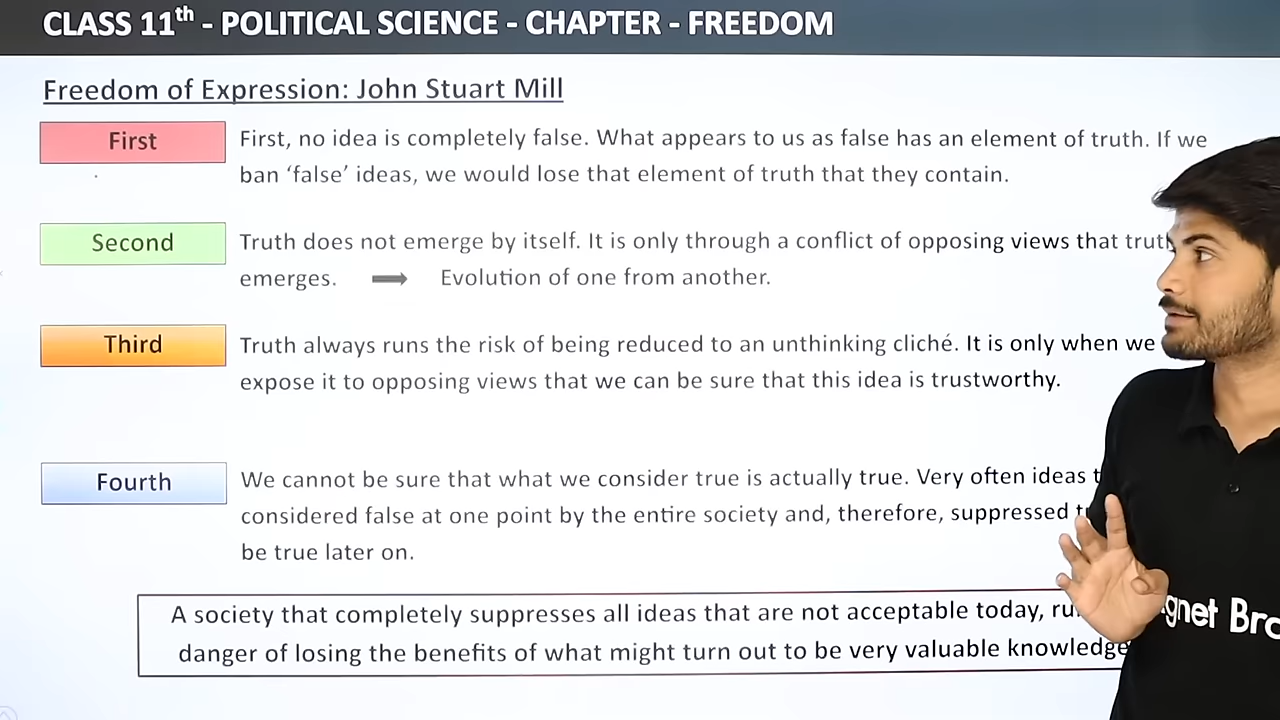 CLASS 11th - POLITICAL SCIENCE - CHAPTER - FREEDOM
Freedom of Expression: John Stuart Mill
First
First, no idea is completely false. What appears to us as false has an element of truth. If we
ban ‘false’ ideas, we would lose that element of truth that they contain.
Second
Truth does not emerge by itself. It is only through a conflict of opposing views that
emerges. Evolution of one from another.
Third
Truth always runs the risk of being reduced to an unthinking cliché. It is only when we
expose it to opposing views that we can be sure that this idea is trustworthy.
Fourth
We cannot be sure that what we consider true is actually true. Very often ideas
considered false at one point by the entire society and, therefore, suppressed
be true later on.
A society that completely suppresses all ideas that are not acceptable today,
danger of losing the benefits of what might turn out to be very valuable knowledge